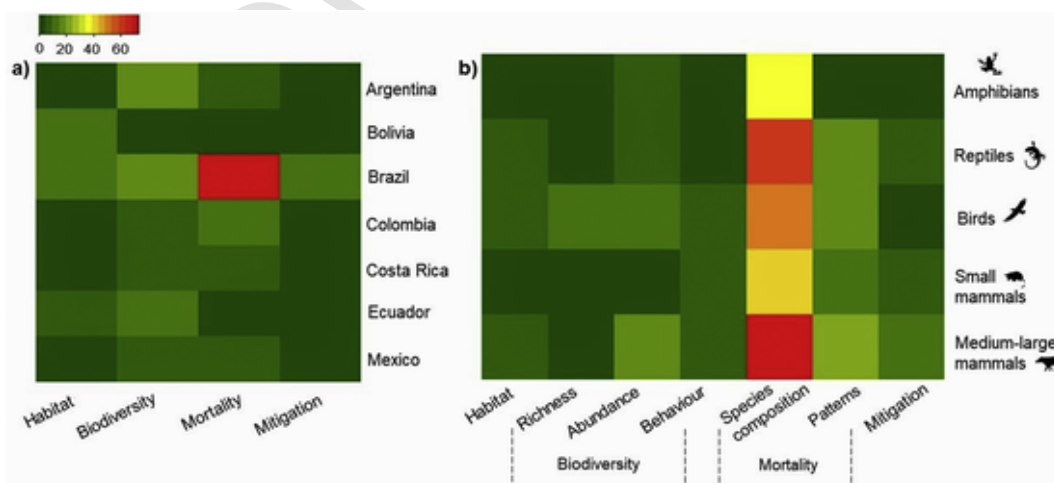 0 20 40 60
a)
Argentina
Bolivia
Brazil
Colombia
Costa Rica
Ecuador
Mexico
Habitat
Biodiversity
Mortality
Mitigation
b)
Amphibians
Reptiles
Birds
Small
mammals
Medium-large
mammals
Habitat
Richness
Abundance
Behaviour
Species
composition
Patterns
Mitigation
Biodiversity
Mortality